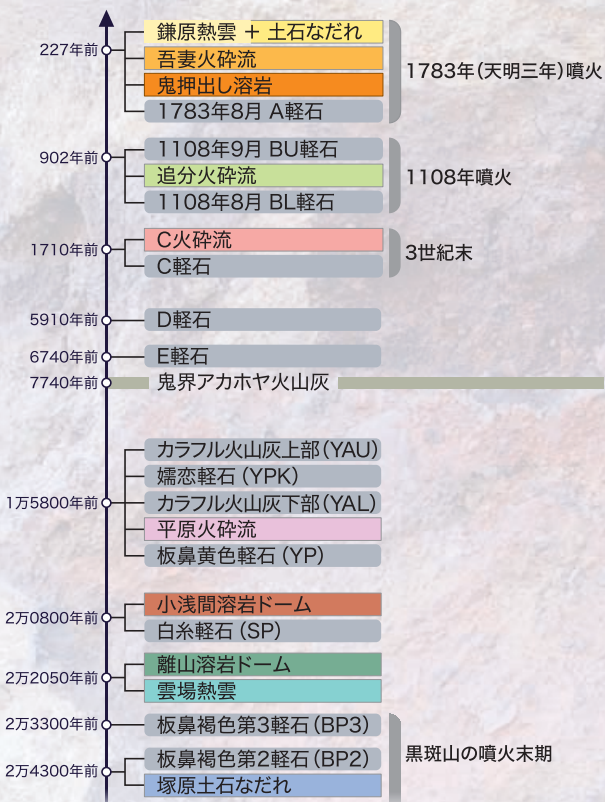 227年前
鎌原熱雲 + 土石なだれ
吾妻火砕流
鬼押出し溶岩
1783年8月 A軽石
1783年(天明三年)噴火
902年前
1108年9月 BU軽石
追分火砕流
1108年8月 BL軽石
1108年噴火
1710年前
C火砕流
C軽石
3世紀末
5910年前
D軽石
6740年前
E軽石
7740年前
鬼界アカホヤ火山灰
1万5800年前
カラフル火山灰上部(YAU)
嬬恋軽石(YPK)
カラフル火山灰下部(YAL)
平原火砕流
板鼻黄色軽石(YP)
2万0800年前
小浅間溶岩ドーム
白糸軽石(SP)
2万2050年前
離山溶岩ドーム
雲場熱雲
2万3300年前
板鼻褐色第3軽石(BP3)
2万4300年前
板鼻褐色第2軽石(BP2)
塚原土石なだれ
黒斑山の噴火末期